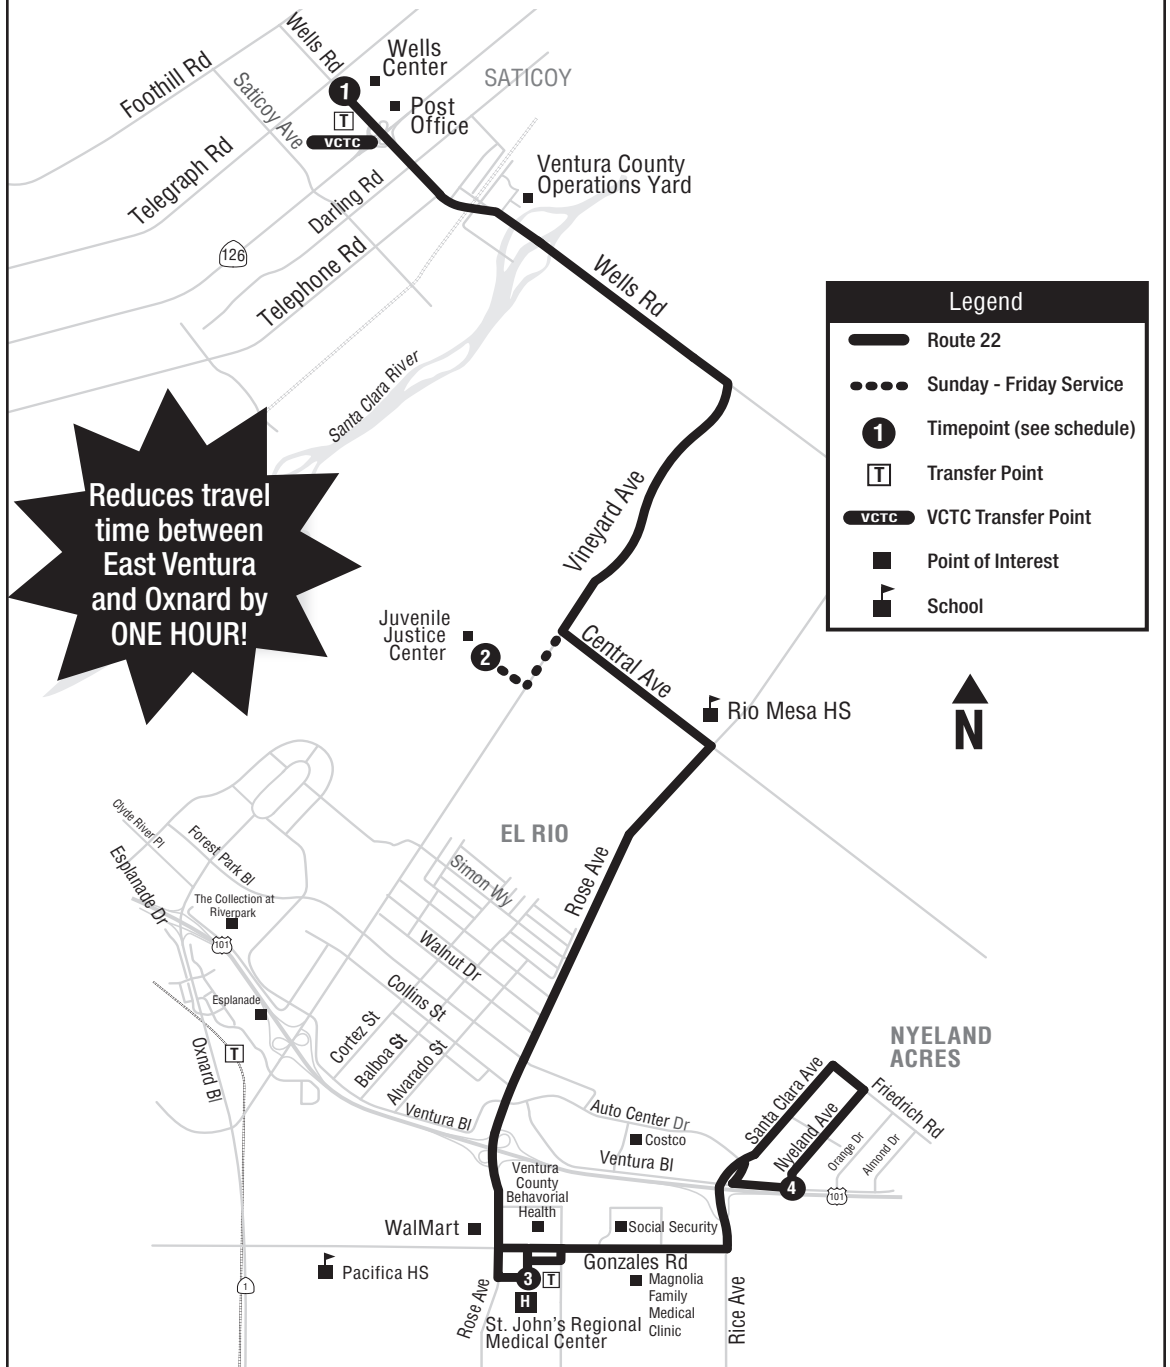 Wells Rd
Wells
Center
SATICOY
Foothill Rd
Saticoy Ave
1
T
VCTC
Post
Office
Telegraph Rd
Ventura County
Operations Yard
Darling Rd
126
Telephone Rd
Wells Rd
Santa Clara River
Legend
Route 22
Sunday - Friday Service
1
Timepoint (see schedule)
T
Transfer Point
VCTC
VCTC Transfer Point
Point of Interest
School
Reduces travel
time between
East Ventura
and Oxnard by
ONE HOUR!
Vineyard Ave
Juvenile
Justice
Center
2
Central Ave
Rio Mesa HS
N
Clyde River Pl
Forest Park Bl
Esplanade Dr
The Collection at
Riverpark
101
EL RIO
Simon Wy
Rose Ave
Walnut Dr
Collins St
Esplanade
Cortez St
Balboa St
Alvarado St
T
Oxnard Bl
Ventura Bl
NYELAND
ACRES
Santa Clara Ave
Friedrich Rd
Nyeland Ave
Orange Dr
Almond Dr
Auto Center Dr
Costco
Ventura Bl
4
101
Ventura
County
Behavorial
Health
WalMart
Social Security
Gonzales Rd
Pacifica HS
1
3
T
H
Rose Ave
St. John's Regional
Medical Center
Magnolia
Family
Medical
Clinic
Rice Ave